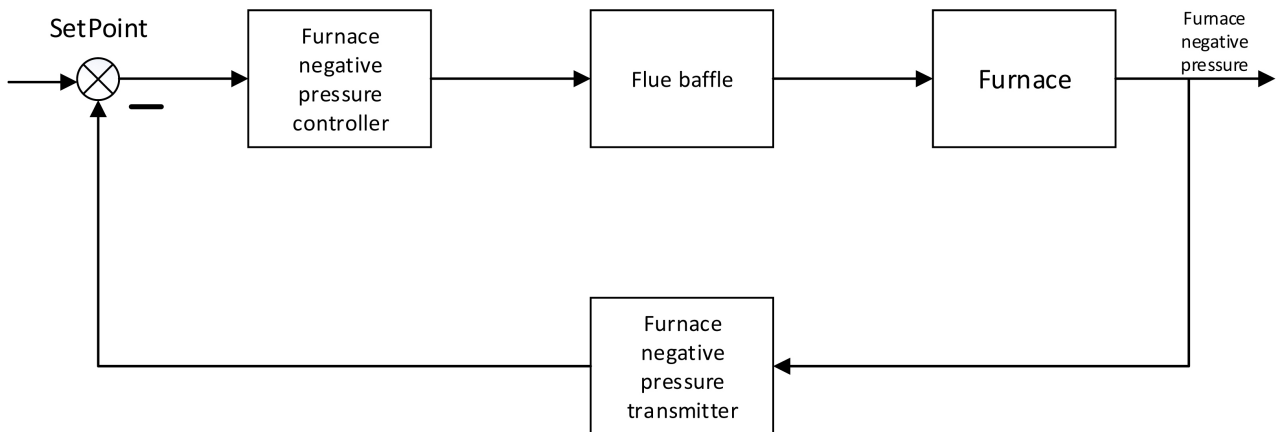 SetPoint
Furnace
negative
pressure
controller
Flue baffle
Furnace
Furnace
negative
pressure
Furnace
negative
pressure
transmitter